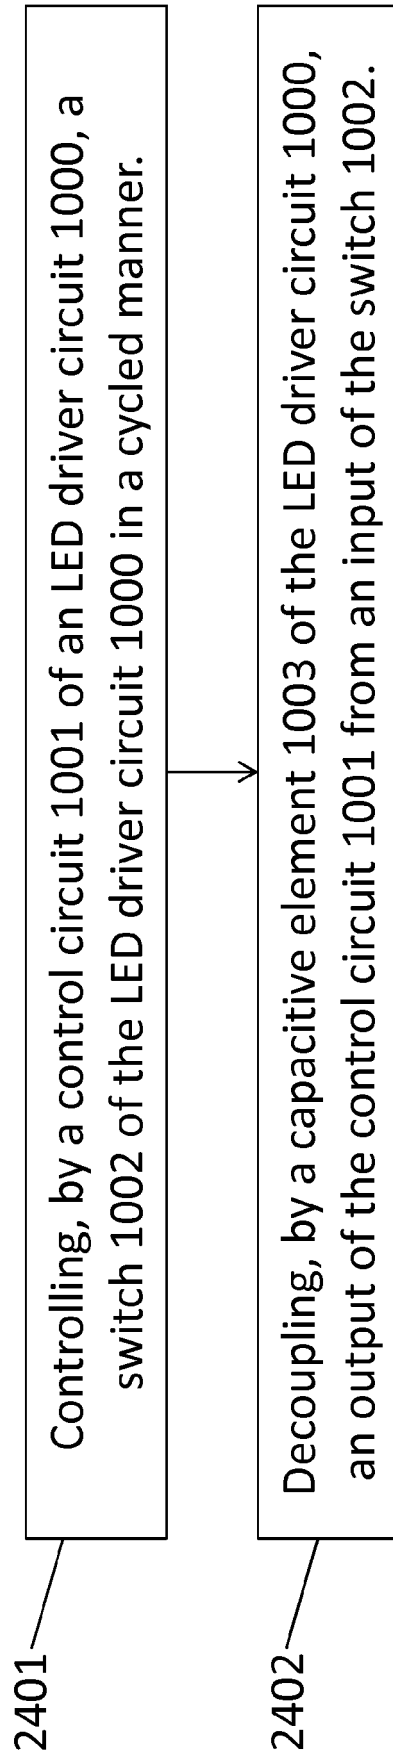 2401
Controlling, by a control circuit 1001 of an LED driver circuit 1000, a
switch 1002 of the LED driver circuit 1000 in a cycled manner.
2402
Decoupling, by a capacitive element 1003 of the LED driver circuit 1000,
an output of the control circuit 1001 from an input of the switch 1002.